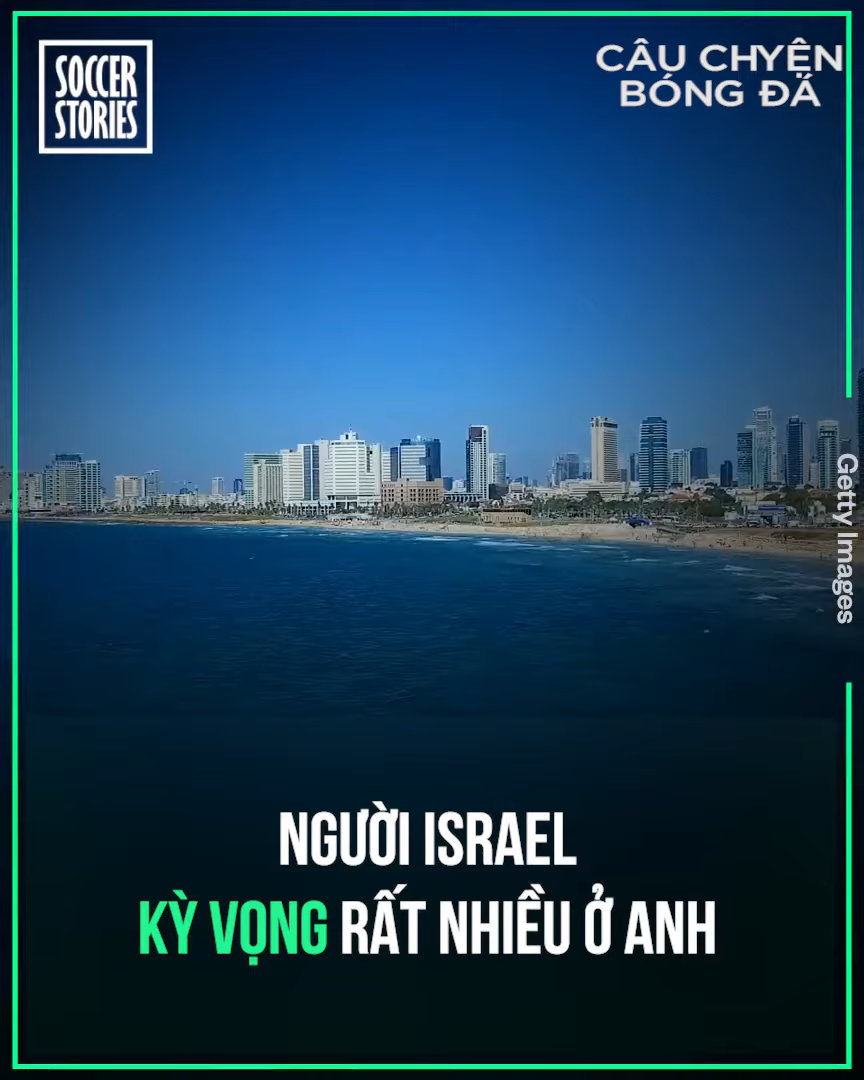 SOCCER
STORIES
CÂU CHYỆN
BÓNG ĐÁ
Getty Images
NGƯỜI ISRAEL
KỲ VỌNG RẤT NHIỀU Ở ANH